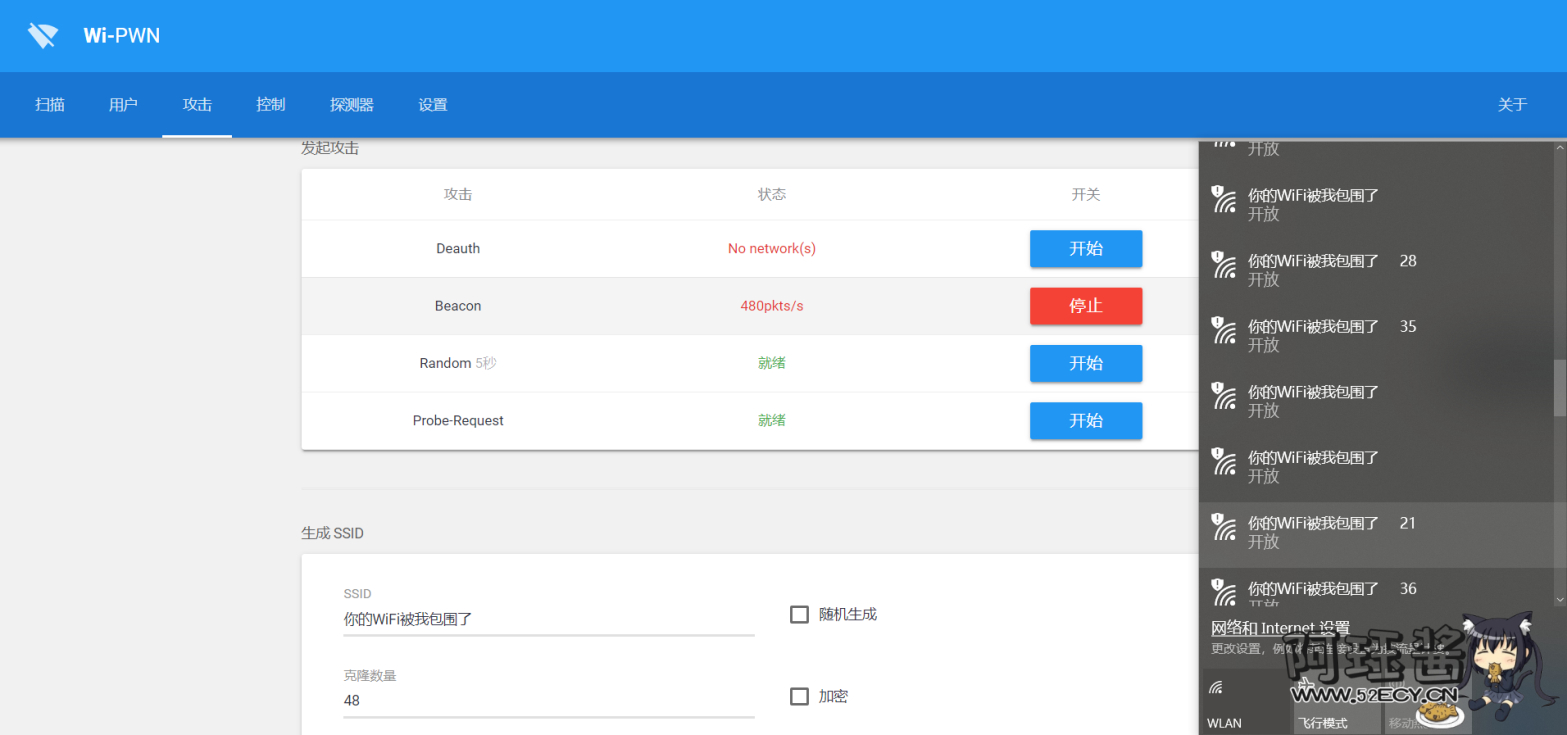 Wi-PWN
扫描 用户 攻击 控制 探测器 设置 关于
发起攻击
攻击 状态 开关
Deauth No network(s) 开始
Beacon 480pkts/s 停止
Random 5秒 就绪 开始
Probe-Request 就绪 开始
生成 SSID
SSID
你的WiFi被我包围了
随机生成
克隆数量
48
加密
开放
你的WiFi被我包围了
开放
你的WiFi被我包围了 28
开放
你的WiFi被我包围了 35
开放
你的WiFi被我包围了
开放
你的WiFi被我包围了
开放
你的WiFi被我包围了 21
开放
你的WiFi被我包围了 36
开放
网络和 Internet 设置
更改设置，例如
阿珏酱
WWW.52ECY.CN
WLAN 飞行模式 移动